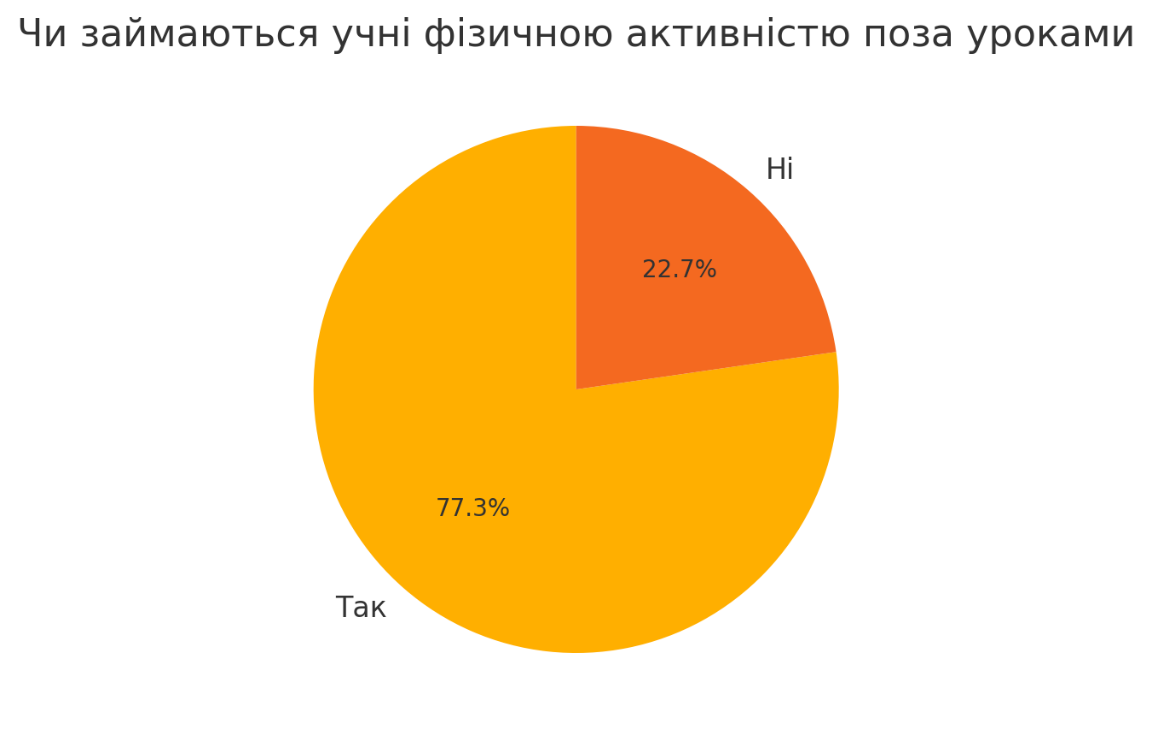 Чи займаються учні фізичною активністю поза уроками
Ні
22.7%
77.3%
Так